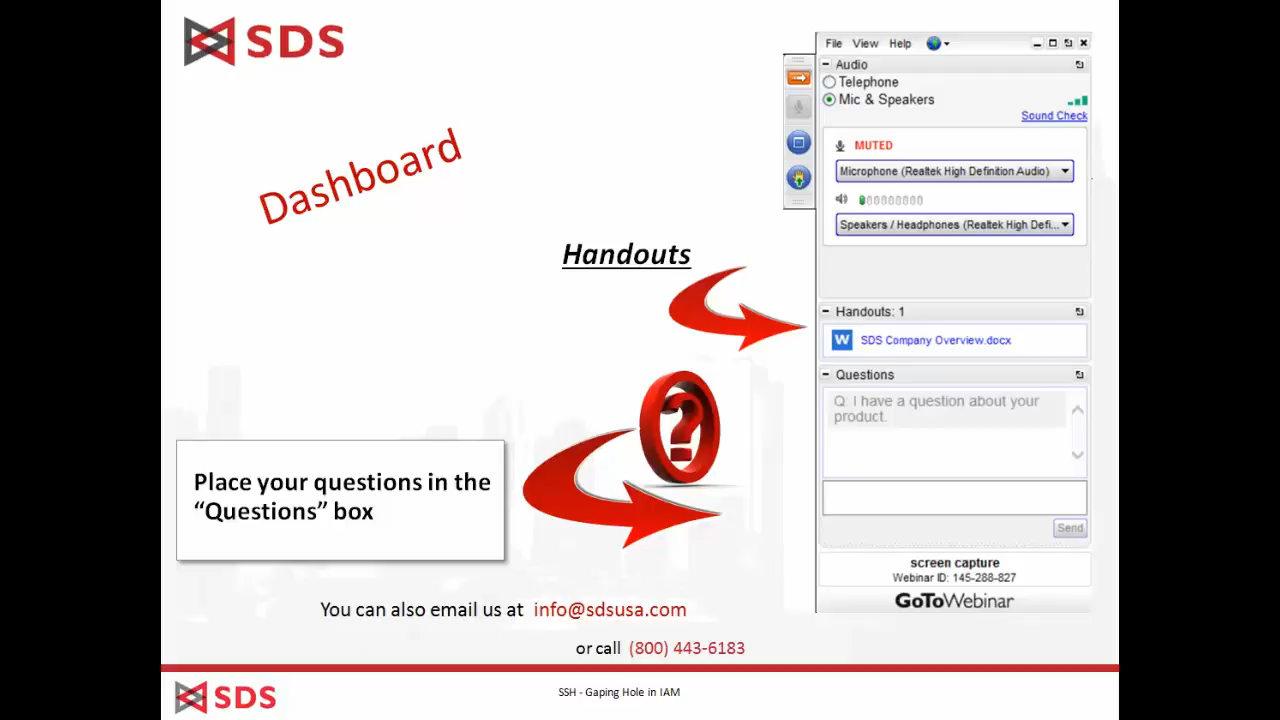 SDS
Dashboard
Handouts
Place your questions in the
“Questions” box
You can also email us at info@sdsusa.com
or call (800) 443-6183
File View Help
Audio
Telephone
Mic & Speakers
Sound Check
MUTED
Microphone (Realtek High Definition Audio)
Speakers / Headphones (Realtek High Defi...
Handouts: 1
W SDS Company Overview.docx
Questions
Q: I have a question about your
product.
Send
screen capture
Webinar ID: 145-288-827
GoToWebinar
SDS
SSH - Gaping Hole in IAM